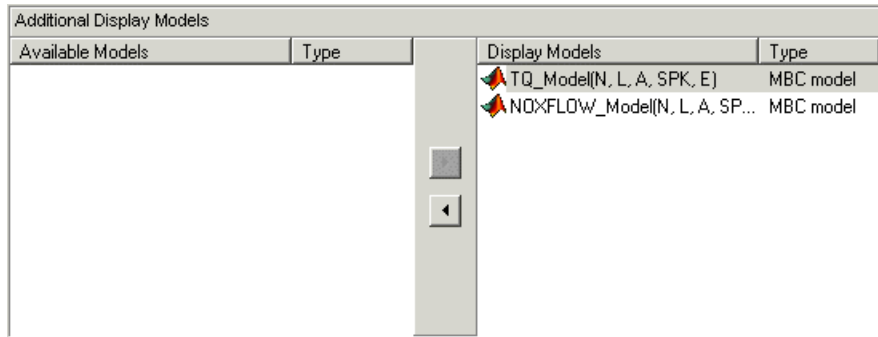 Additional Display Models
Available Models Type Display Models Type
TQ_Model(N, L, A, SPK, E) MBC model
NOXFLOW_Model(N, L, A, SP... MBC model